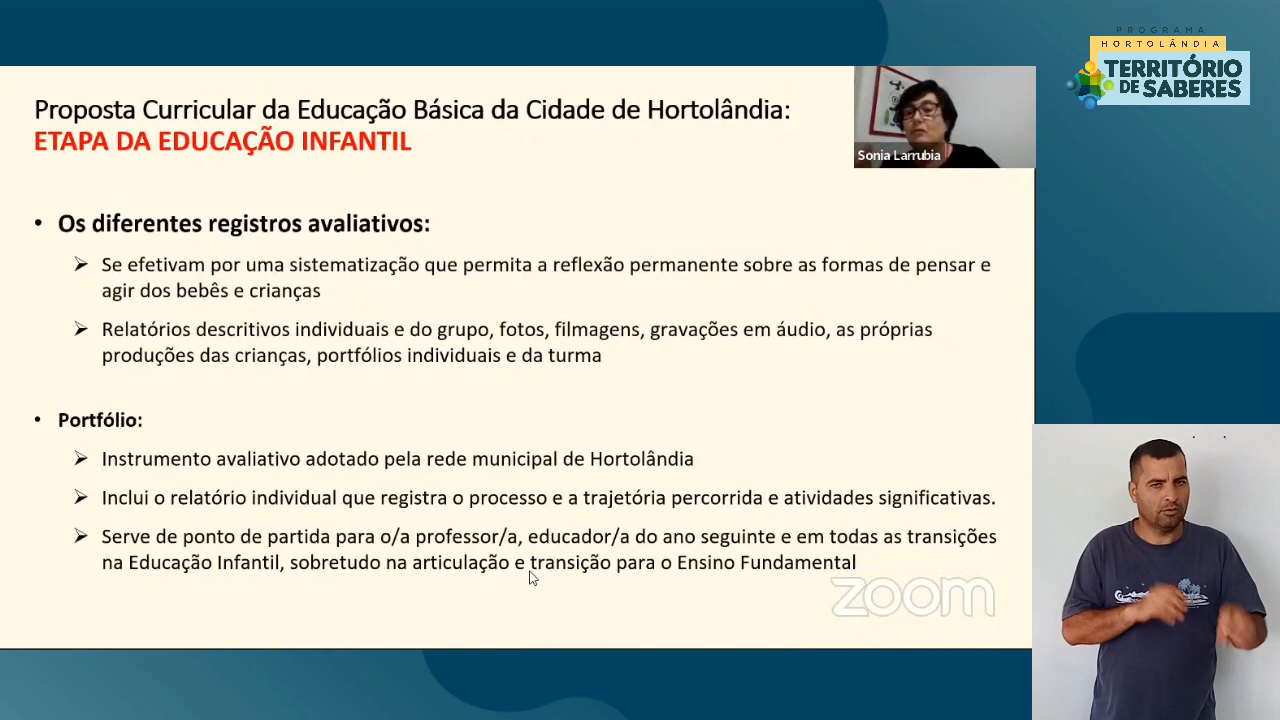 PROGRAMA
HORTOLÂNDIA
TERRITÓRIO
DE SABERES
Proposta Curricular da Educação Básica da Cidade de Hortolândia:
ETAPA DA EDUCAÇÃO INFANTIL
Sonia Larrubia
• Os diferentes registros avaliativos:
➢ Se efetivam por uma sistematização que permita a reflexão permanente sobre as formas de pensar e
agir dos bebês e crianças
➢ Relatórios descritivos individuais e do grupo, fotos, filmagens, gravações em áudio, as próprias
produções das crianças, portfólios individuais e da turma
• Portfólio:
➢ Instrumento avaliativo adotado pela rede municipal de Hortolândia
➢ Inclui o relatório individual que registra o processo e a trajetória percorrida e atividades significativas.
➢ Serve de ponto de partida para o/a professor/a, educador/a do ano seguinte e em todas as transições
na Educação Infantil, sobretudo na articulação e transição para o Ensino Fundamental
zoom